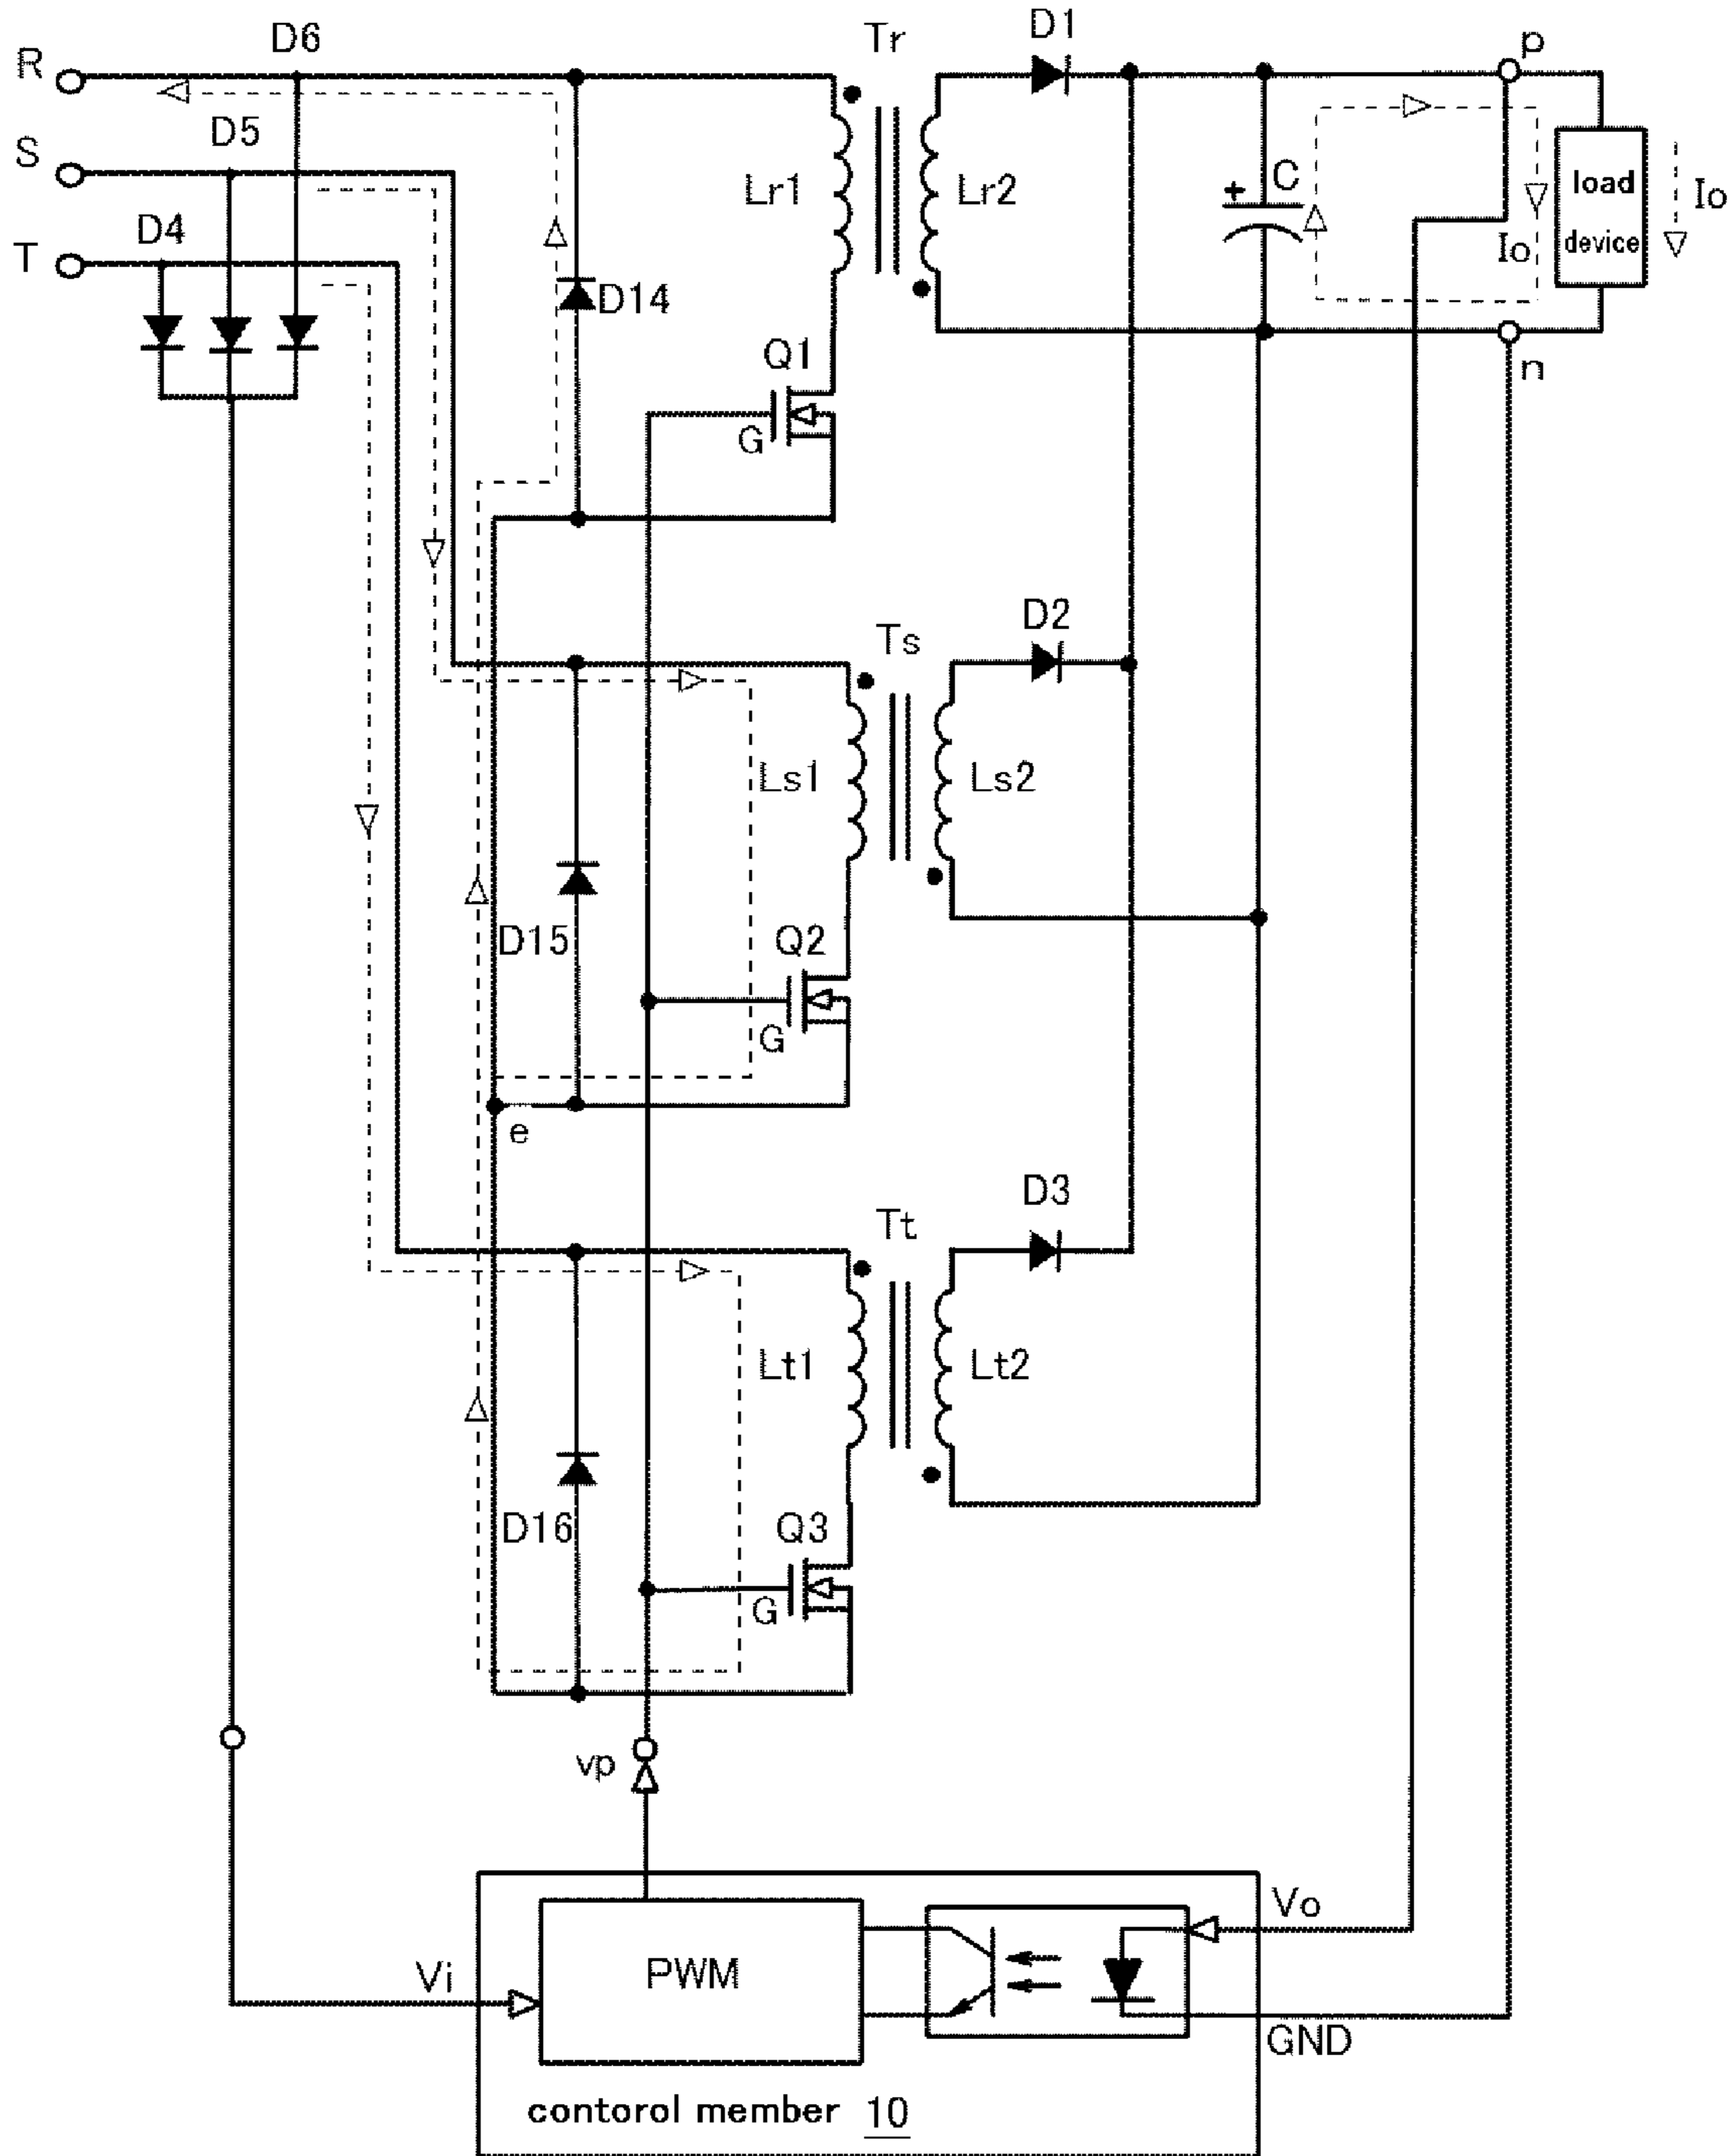 D6
Tr
D1
p
R
D5
S
Lr1
Lr2
+
C
load
device
Io
Io
D4
T
D14
Q1
G
n
Ts
D2
Ls1
Ls2
D15
Q2
G
e
Tt
D3
Lt1
Lt2
D16
Q3
G
vp
Vo
Vi
PWM
GND
contorol member 10